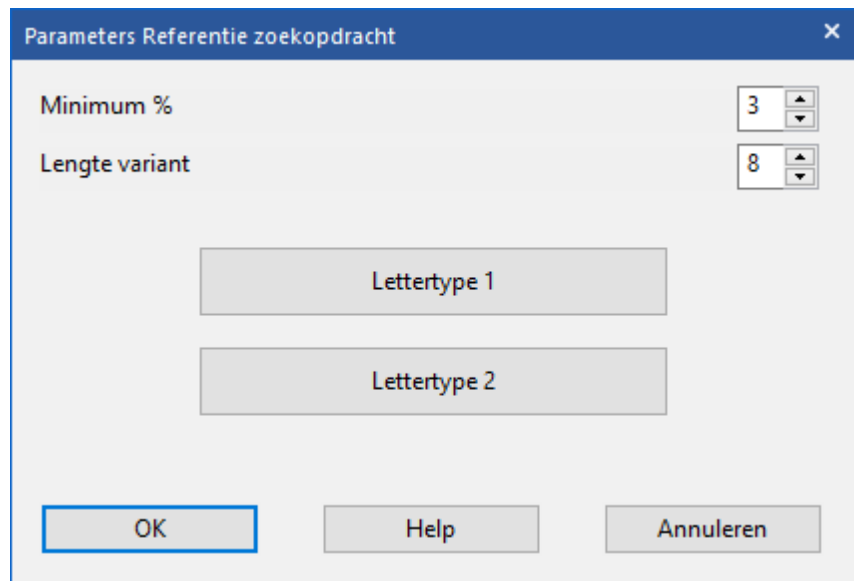 Parameters Referentie zoekopdracht
Minimum % 3
Lengte variant 8
Lettertype 1
Lettertype 2
OK Help Annuleren